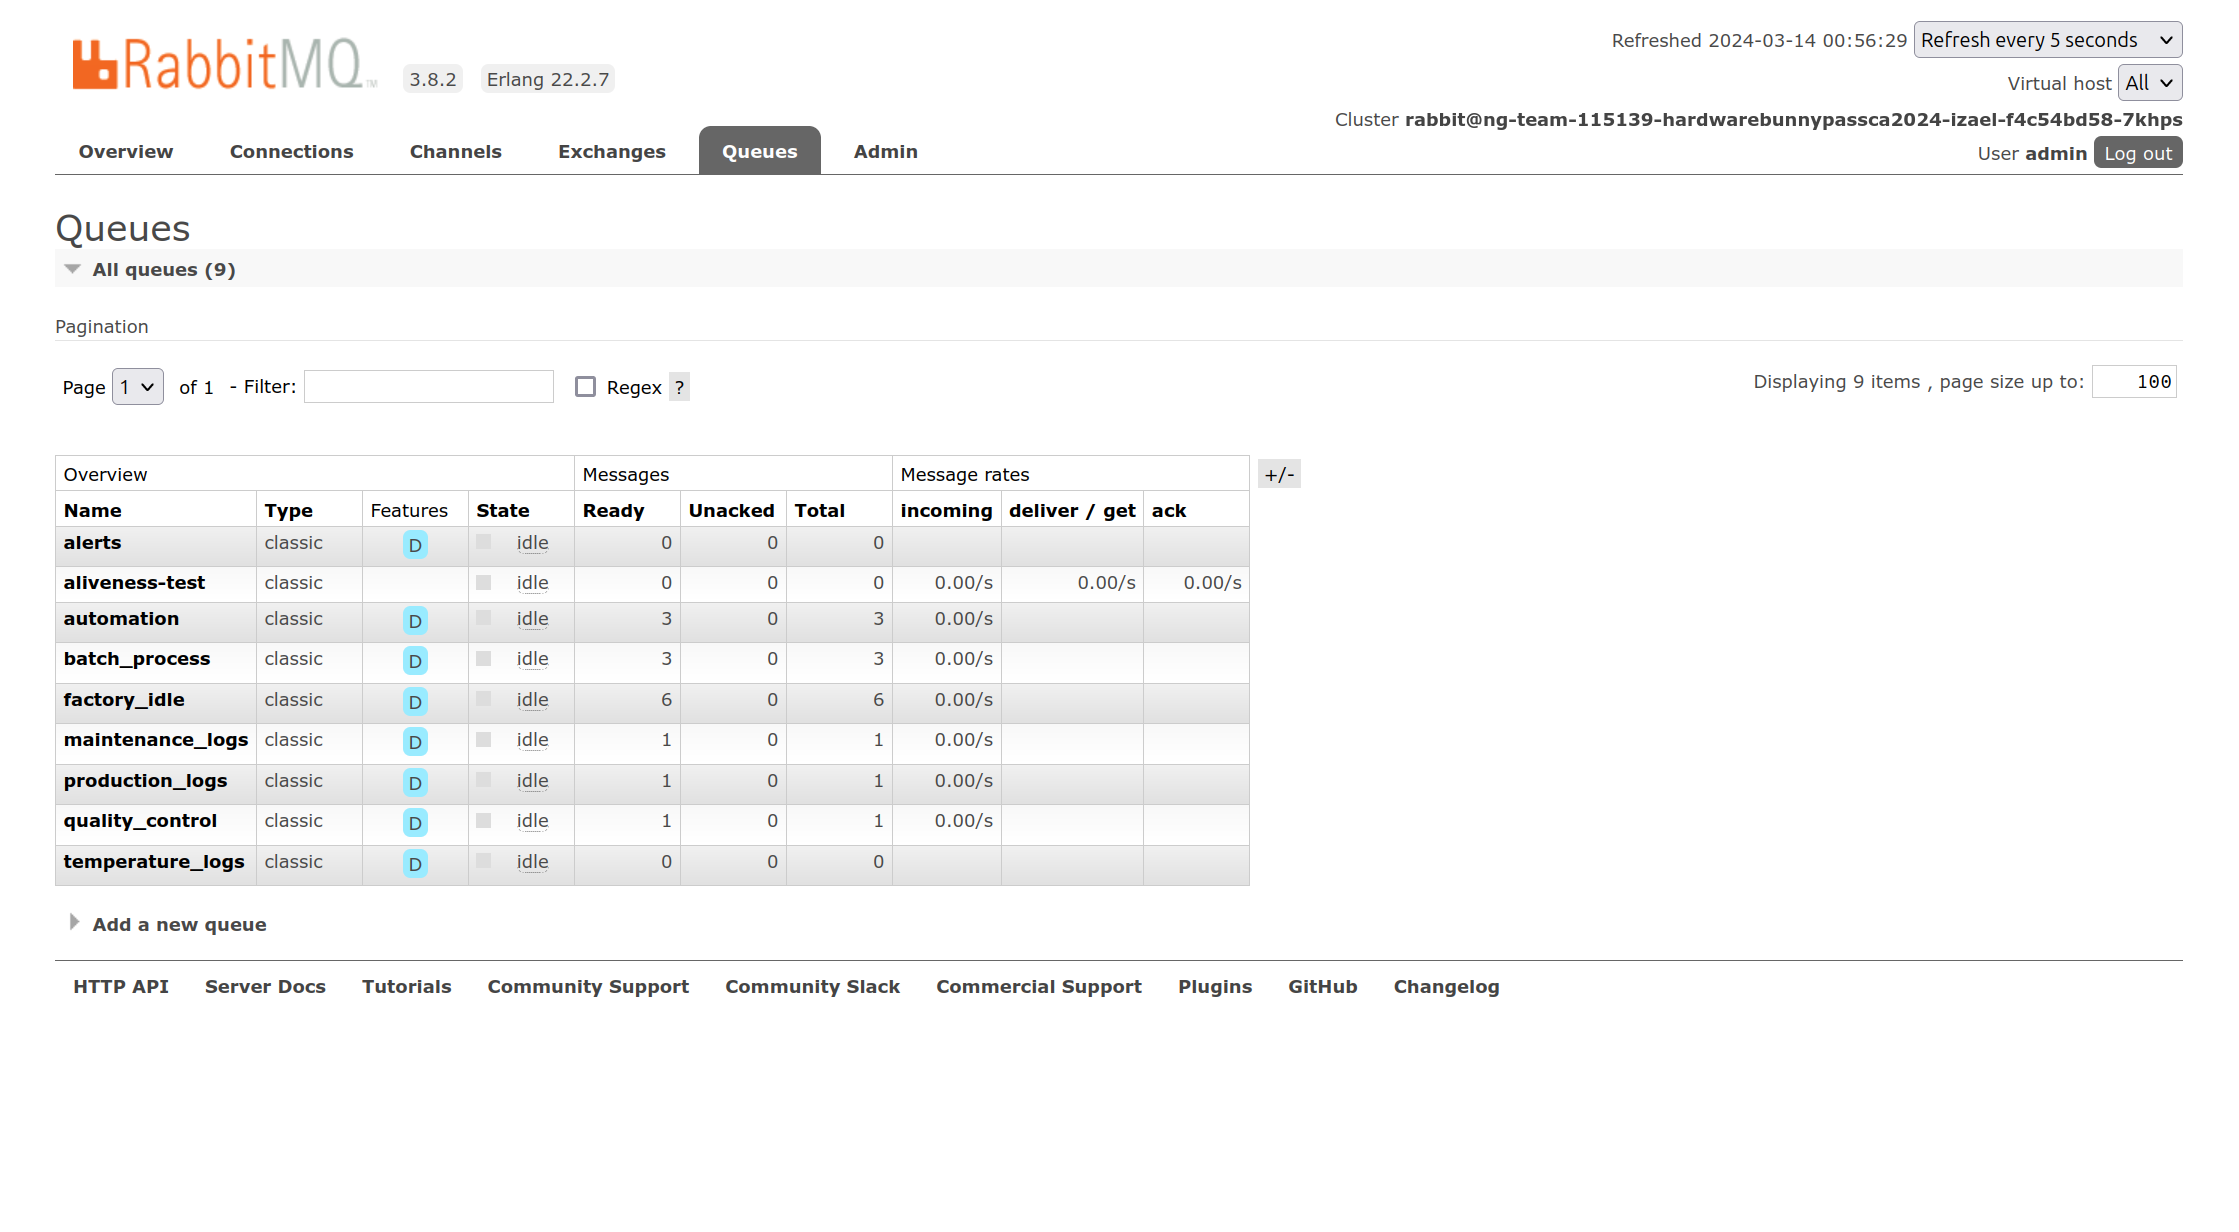 RabbitMQ™ 3.8.2 Erlang 22.2.7
Refreshed 2024-03-14 00:56:29 Refresh every 5 seconds
Virtual host All
Cluster rabbit@ng-team-115139-hardwarebunnypassca2024-izael-f4c54bd58-7khps
User admin Log out
Overview Connections Channels Exchanges Queues Admin
Queues
All queues (9)
Pagination
Page 1 of 1 - Filter: Regex ? Displaying 9 items , page size up to: 100
Overview Messages Message rates +/-
Name Type Features State Ready Unacked Total incoming deliver / get ack
alerts classic D idle 0 0 0
aliveness-test classic idle 0 0 0 0.00/s 0.00/s 0.00/s
automation classic D idle 3 0 3 0.00/s
batch_process classic D idle 3 0 3 0.00/s
factory_idle classic D idle 6 0 6 0.00/s
maintenance_logs classic D idle 1 0 1 0.00/s
production_logs classic D idle 1 0 1 0.00/s
quality_control classic D idle 1 0 1 0.00/s
temperature_logs classic D idle 0 0 0
Add a new queue
HTTP API Server Docs Tutorials Community Support Community Slack Commercial Support Plugins GitHub Changelog